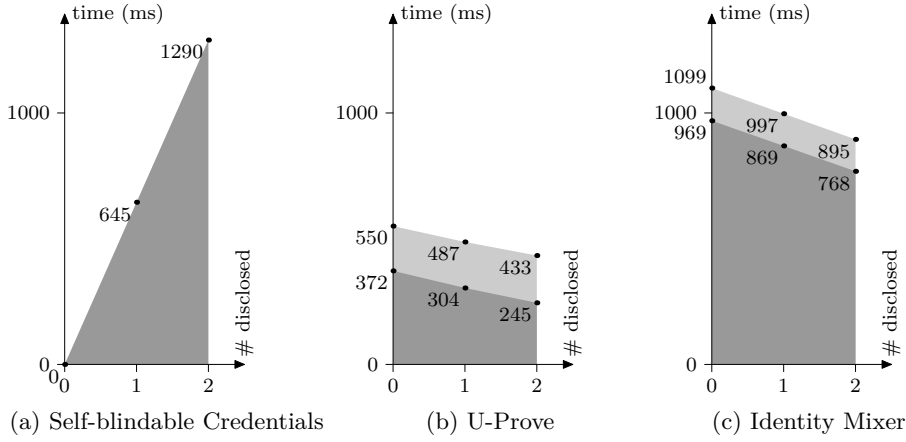 time (ms)
1290
1000
645
0
0
0 1 2
# disclosed
(a) Self-blindable Credentials
time (ms)
1000
550
487
433
372
304
245
0
0 1 2
# disclosed
(b) U-Prove
time (ms)
1099
1000
997
969
895
869
768
0
0 1 2
# disclosed
(c) Identity Mixer